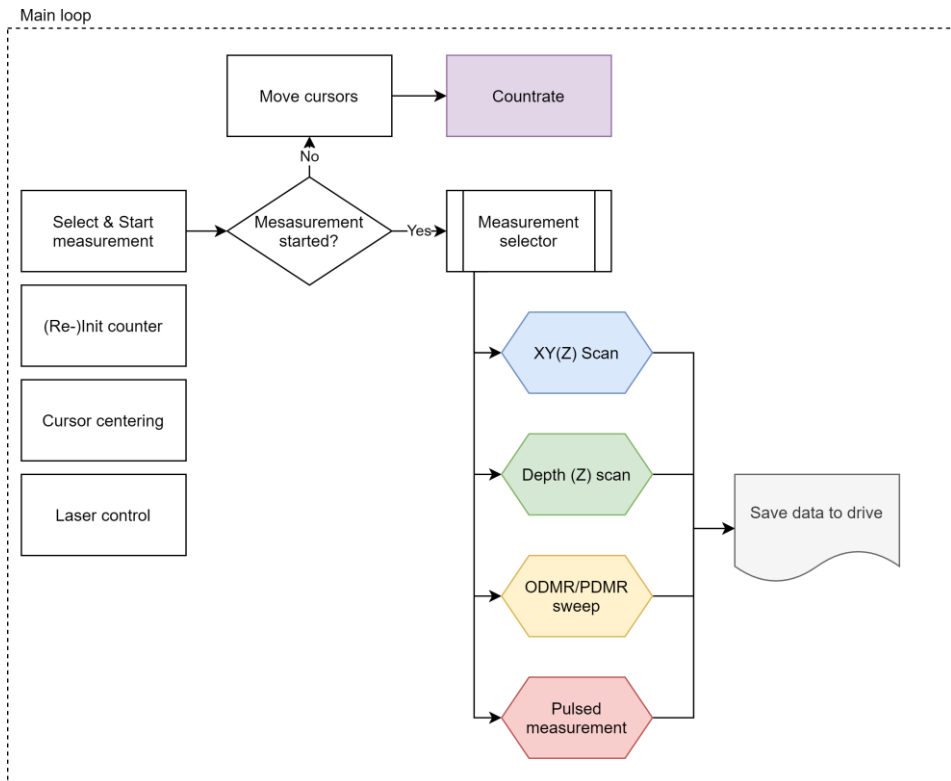 Main loop
Move cursors
Countrate
No
Select & Start
measurement
Mesasurement
started?
Yes
Measurement
selector
(Re-)Init counter
XY(Z) Scan
Cursor centering
Depth (Z) scan
Laser control
Save data to drive
ODMR/PDMR
sweep
Pulsed
measurement